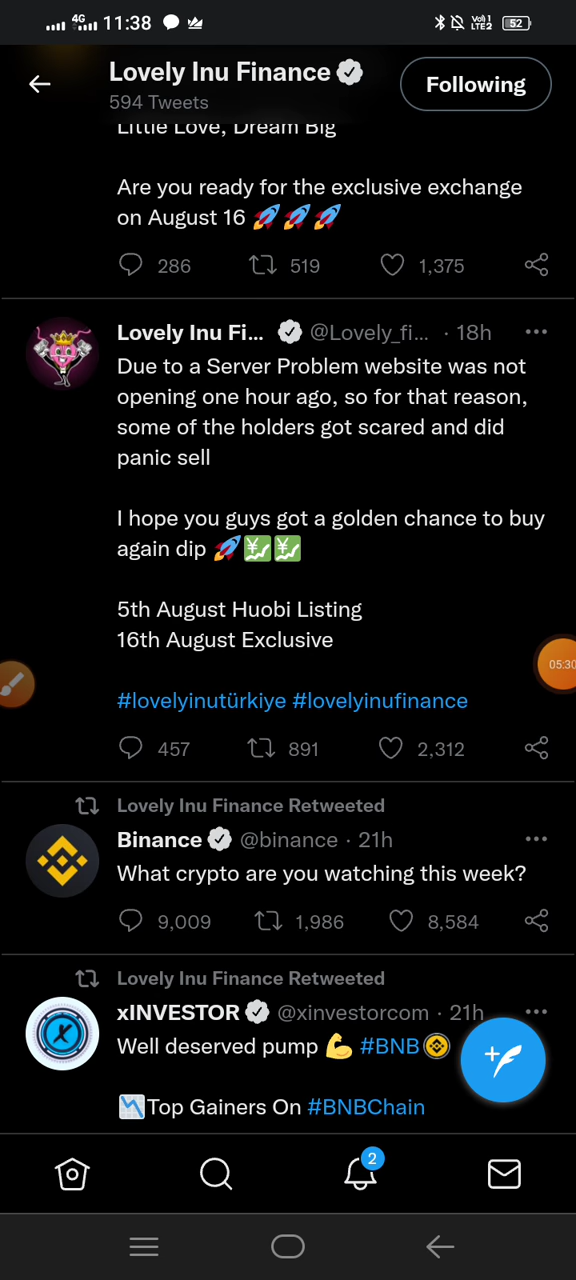 4G 11:38 Vo)) 1 LTE2 52
Lovely Inu Finance
594 Tweets
Following
Little Love, Dream Big
Are you ready for the exclusive exchange
on August 16 🚀🚀🚀
286 519 1,375
Lovely Inu Fi... @Lovely_fi... · 18h
Due to a Server Problem website was not
opening one hour ago, so for that reason,
some of the holders got scared and did
panic sell
I hope you guys got a golden chance to buy
again dip 🚀💹💹
5th August Huobi Listing
16th August Exclusive
05:30
#lovelyinutürkiye #lovelyinufinance
457 891 2,312
Lovely Inu Finance Retweeted
Binance @binance · 21h
What crypto are you watching this week?
9,009 1,986 8,584
Lovely Inu Finance Retweeted
xINVESTOR @xinvestorcom · 21h
Well deserved pump 💪 #BNB
📉Top Gainers On #BNBChain
2